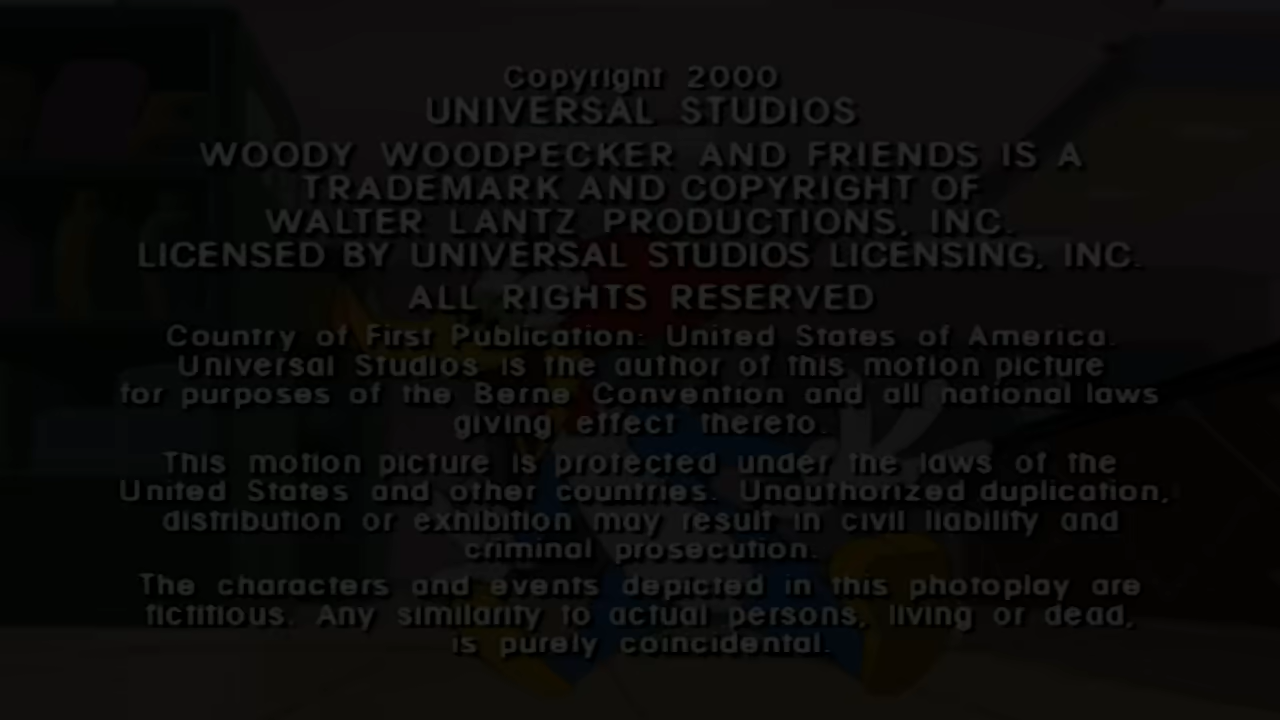 Copyright 2000
UNIVERSAL STUDIOS
WOODY WOODPECKER AND FRIENDS IS A
TRADEMARK AND COPYRIGHT OF
WALTER LANTZ PRODUCTIONS, INC.
LICENSED BY UNIVERSAL STUDIOS LICENSING, INC.
ALL RIGHTS RESERVED
Country of First Publication: United States of America.
Universal Studios is the author of this motion picture
for purposes of the Berne Convention and all national laws
giving effect thereto.
This motion picture is protected under the laws of the
United States and other countries. Unauthorized duplication,
distribution or exhibition may result in civil liability and
criminal prosecution.
The characters and events depicted in this photoplay are
fictitious. Any similarity to actual persons, living or dead,
is purely coincidental.